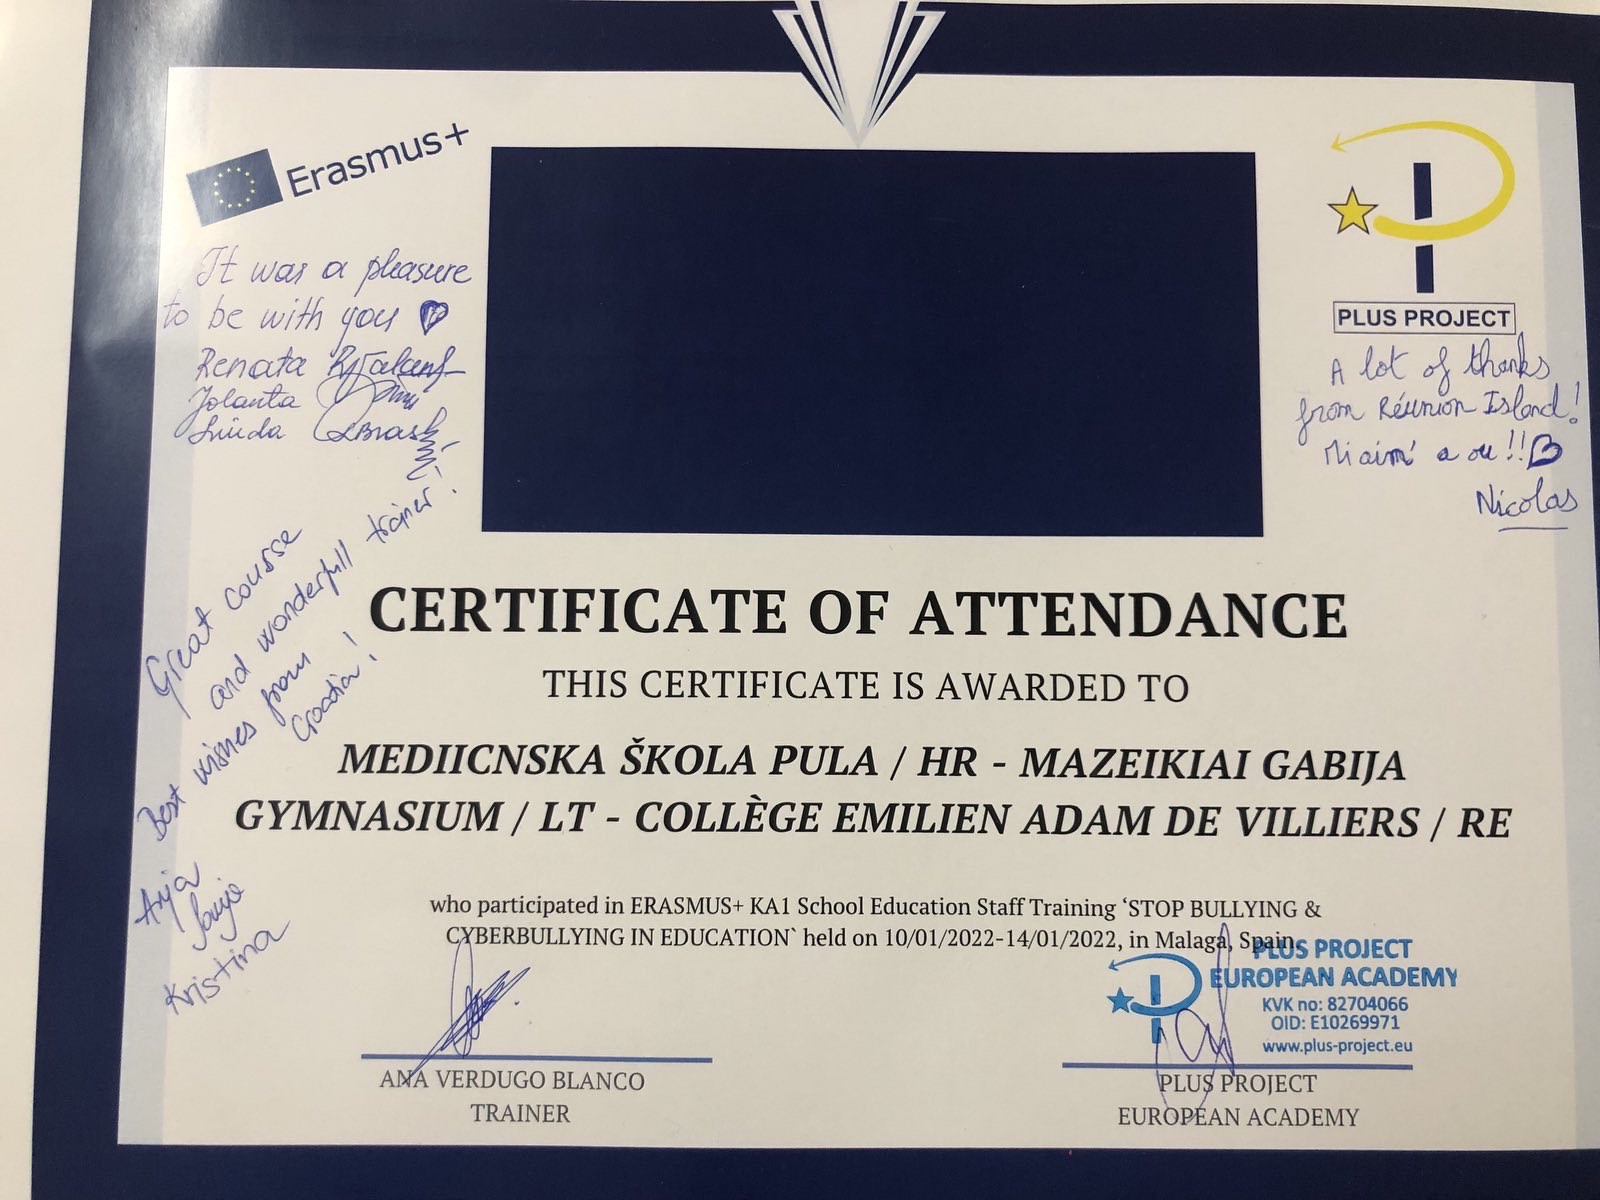 Erasmus+
It was a pleasure
to be with you
Renata
Jolanta
Linda
Great course
and wonderfull trainer!
Best wishes from
Croatia!
Anja
Sanja
Kristina
PLUS PROJECT
A lot of thanks
from Réunion Island!
Mi aim' a ou!!
Nicolas
CERTIFICATE OF ATTENDANCE
THIS CERTIFICATE IS AWARDED TO
MEDIICNSKA ŠKOLA PULA / HR - MAZEIKIAI GABIJA
GYMNASIUM / LT - COLLÈGE EMILIEN ADAM DE VILLIERS / RE
who participated in ERASMUS+ KA1 School Education Staff Training ‘STOP BULLYING &
CYBERBULLYING IN EDUCATION` held on 10/01/2022-14/01/2022, in Malaga, Spain.
PLUS PROJECT
EUROPEAN ACADEMY
KVK no: 82704066
OID: E10269971
www.plus-project.eu
ANA VERDUGO BLANCO
TRAINER
PLUS PROJECT
EUROPEAN ACADEMY